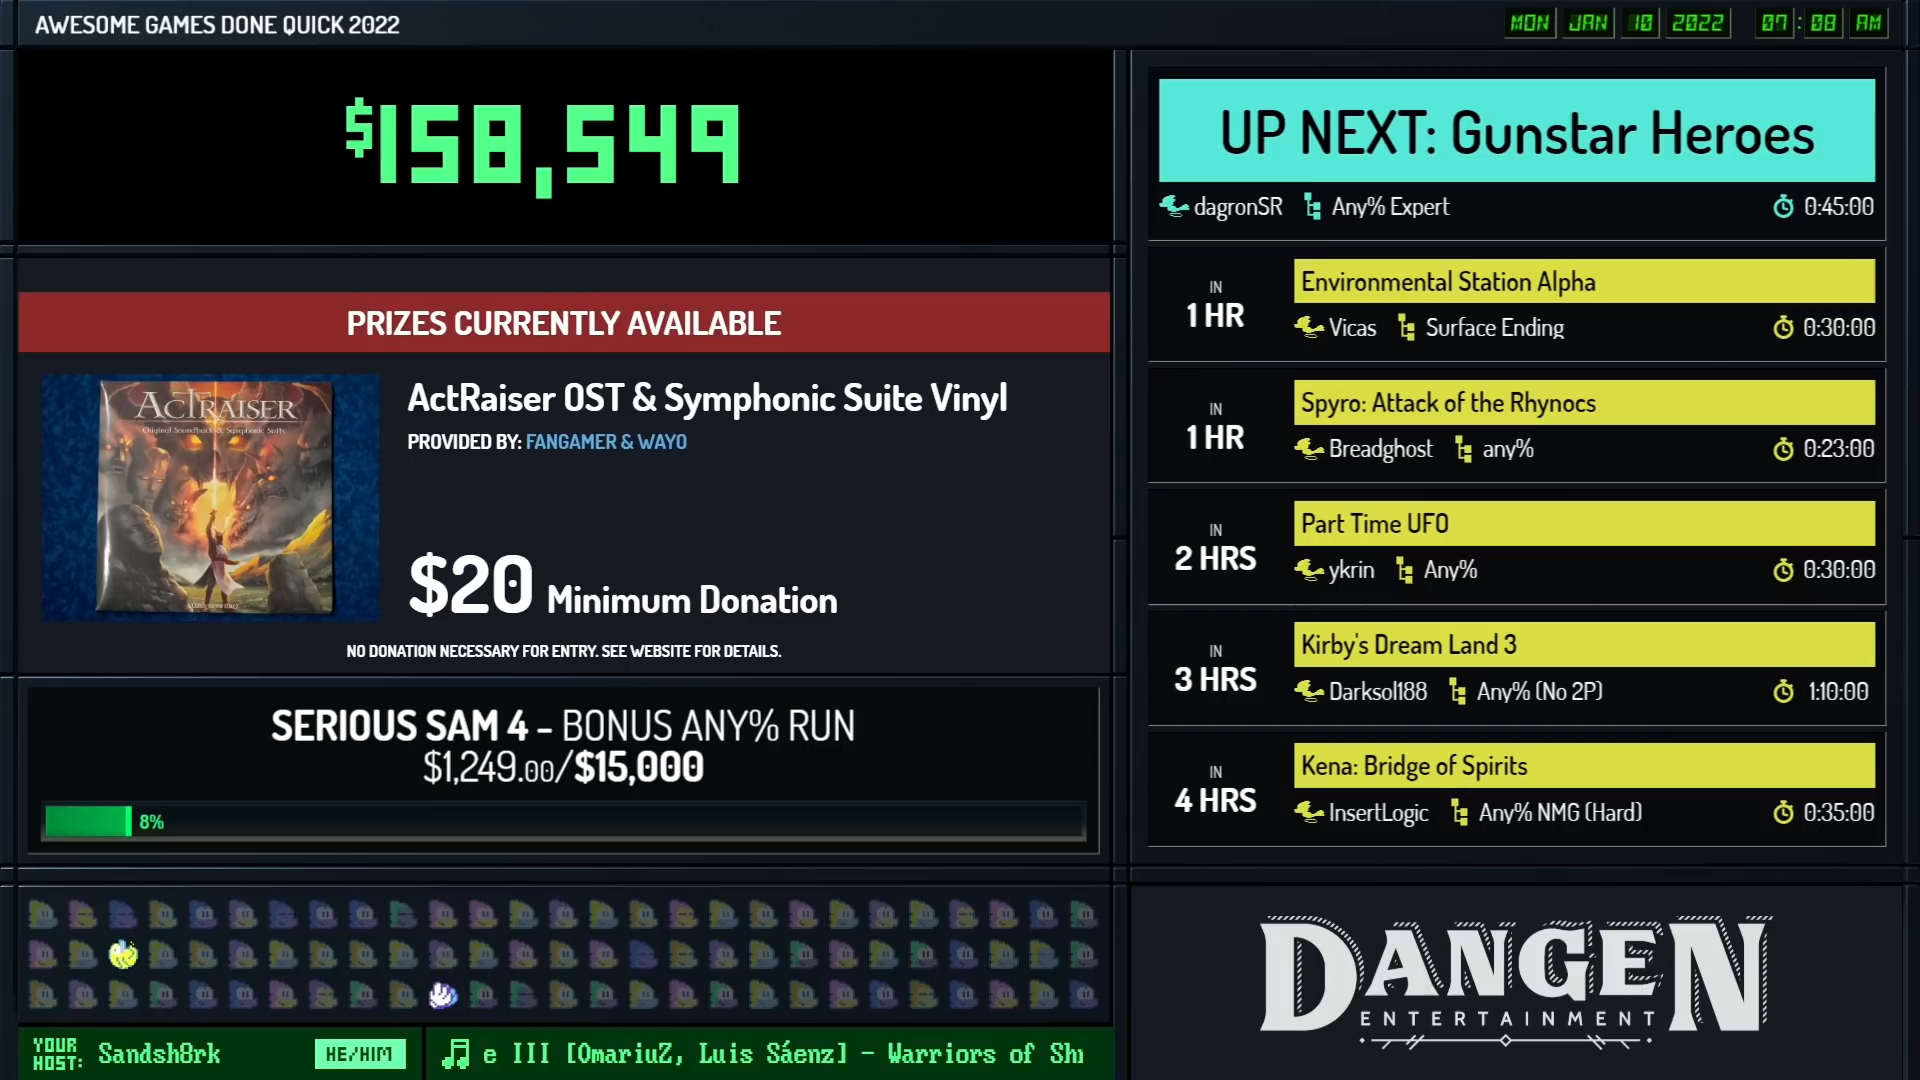 AWESOME GAMES DONE QUICK 2022
MON JAN 10 2022 07:08 AM
$158,549
PRIZES CURRENTLY AVAILABLE
ACTRAISER
Original Soundtrack & Symphonic Suite
ActRaiser OST & Symphonic Suite Vinyl
PROVIDED BY: FANGAMER & WAYO
$20 Minimum Donation
NO DONATION NECESSARY FOR ENTRY. SEE WEBSITE FOR DETAILS.
SERIOUS SAM 4 – BONUS ANY% RUN
$1,249.00/$15,000
8%
YOUR HOST: Sandsh8rk HE/HIM
e III [OmariuZ, Luis Sáenz] – Warriors of Sh
UP NEXT: Gunstar Heroes
dagronSR Any% Expert 0:45:00
IN 1 HR
Environmental Station Alpha
Vicas Surface Ending 0:30:00
IN 1 HR
Spyro: Attack of the Rhynocs
Breadghost any% 0:23:00
IN 2 HRS
Part Time UFO
ykrin Any% 0:30:00
IN 3 HRS
Kirby's Dream Land 3
Darksol188 Any% (No 2P) 1:10:00
IN 4 HRS
Kena: Bridge of Spirits
InsertLogic Any% NMG (Hard) 0:35:00
DANGEN
ENTERTAINMENT